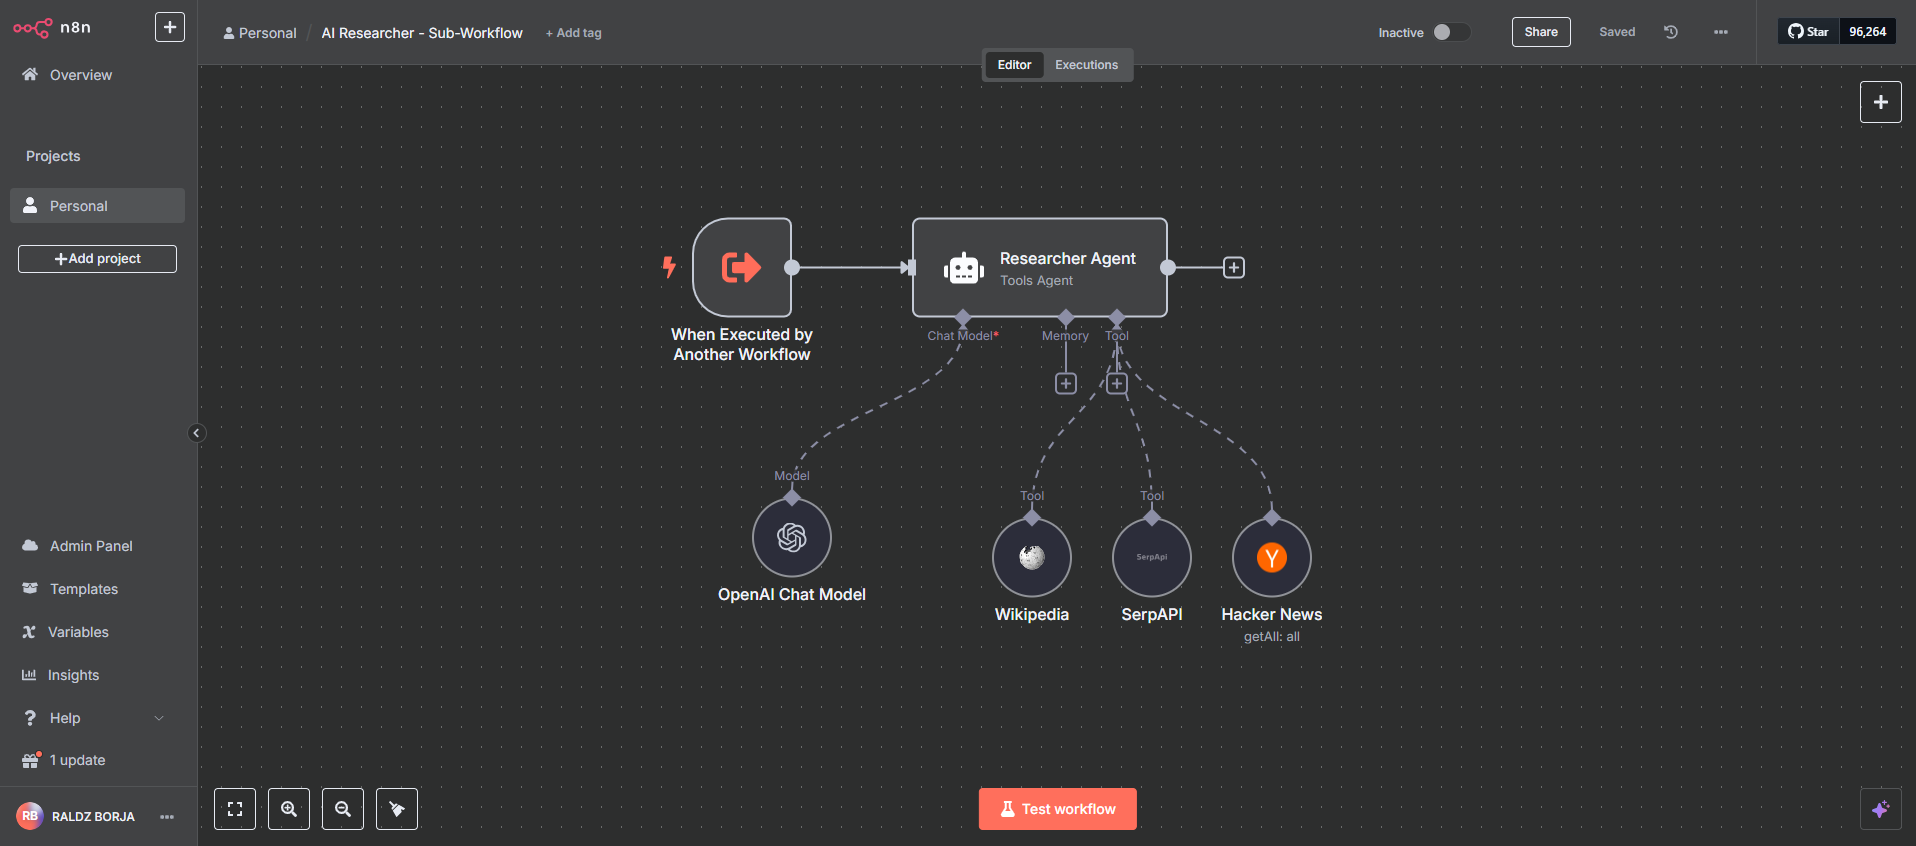 n8n
Personal / AI Researcher - Sub-Workflow + Add tag
Inactive
Share
Saved
Star 96,264
Editor Executions
Overview
Projects
Personal
Add project
Admin Panel
Templates
Variables
Insights
Help
1 update
RB RALDZ BORJA
When Executed by
Another Workflow
Researcher Agent
Tools Agent
Chat Model*
Memory
Tool
Model
OpenAI Chat Model
Tool
Wikipedia
Tool
SerpApi
SerpAPI
Y
Hacker News
getAll: all
Test workflow